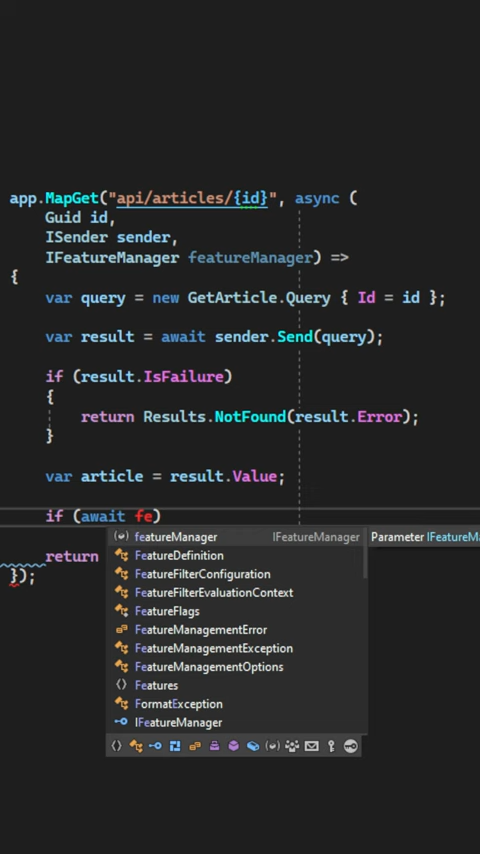 app.MapGet("api/articles/{id}", async (
Guid id,
ISender sender,
IFeatureManager featureManager) =>
{
var query = new GetArticle.Query { Id = id };
var result = await sender.Send(query);
if (result.IsFailure)
{
return Results.NotFound(result.Error);
}
var article = result.Value;
if (await fe)
featureManager IFeatureManager Parameter
FeatureDefinition
FeatureFilterConfiguration
FeatureFilterEvaluationContext
FeatureFlags
FeatureManagementError
FeatureManagementException
FeatureManagementOptions
Features
FormatException
IFeatureManager
return
});